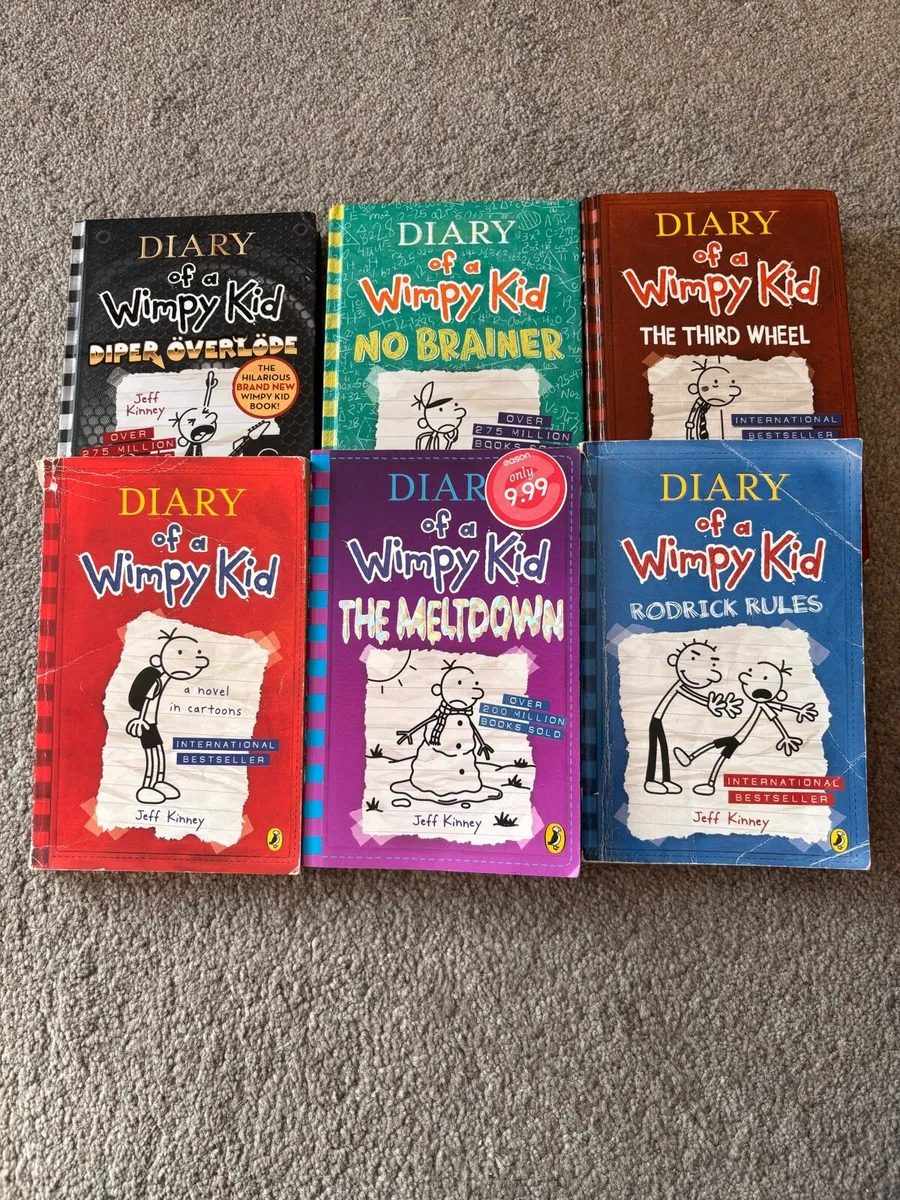 DIARY
of a
Wimpy Kid
DIPER ÖVERLÖDE
THE
HILARIOUS
BRAND NEW
WIMPY KID
BOOK!
Jeff
Kinney
OVER
275 MILLION
DIARY
of a
Wimpy Kid
NO BRAINER
OVER
275 MILLION
BOOKS SOLD
DIARY
of a
Wimpy Kid
THE THIRD WHEEL
INTERNATIONAL
BESTSELLER
DIARY
of a
Wimpy Kid
a novel
in cartoons
INTERNATIONAL
BESTSELLER
Jeff Kinney
eason
only
9.99
DIAR
of a
Wimpy Kid
THE MELTDOWN
OVER
200 MILLION
BOOKS SOLD
Jeff Kinney
DIARY
of a
Wimpy Kid
RODRICK RULES
INTERNATIONAL
BESTSELLER
Jeff Kinney